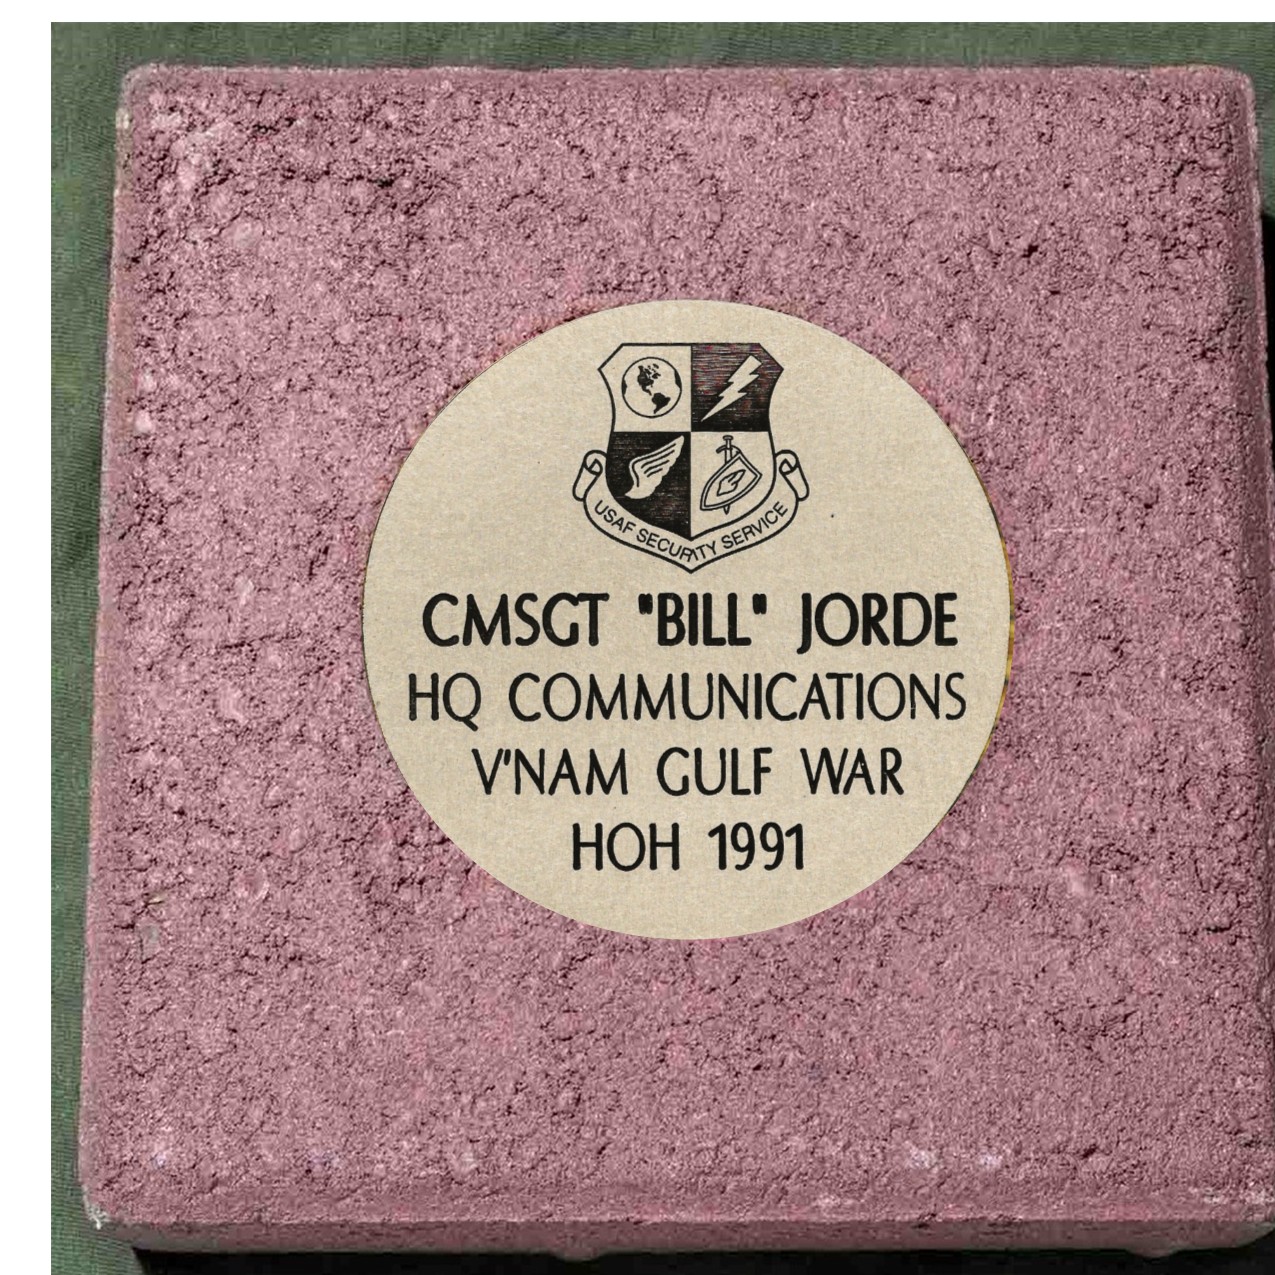 USAF SECURITY SERVICE
CMSGT "BILL" JORDE
HQ COMMUNICATIONS
V'NAM GULF WAR
HOH 1991